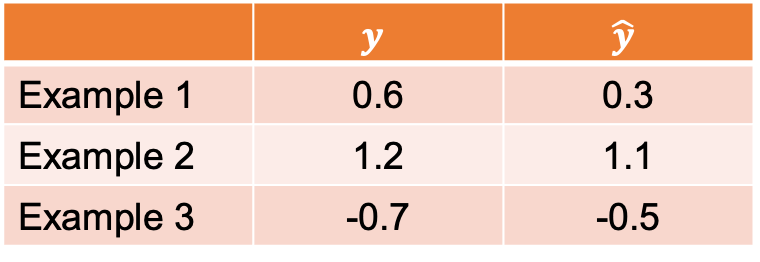 y ŷ
Example 1 0.6 0.3
Example 2 1.2 1.1
Example 3 -0.7 -0.5